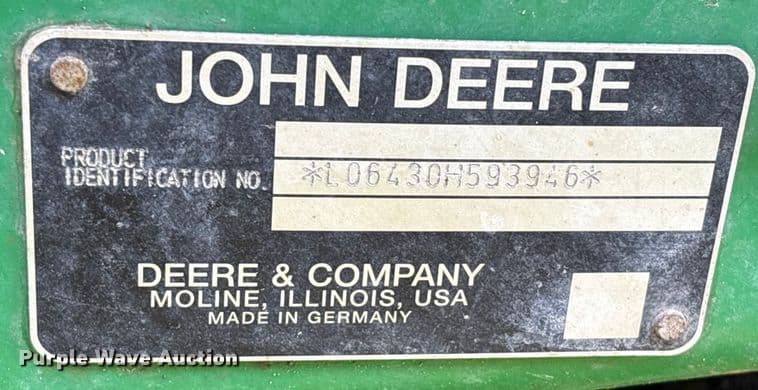 JOHN DEERE
PRODUCT
IDENTIFICATION NO.
*L06430H593946*
DEERE & COMPANY
MOLINE, ILLINOIS, USA
MADE IN GERMANY
Purple Wave Auction